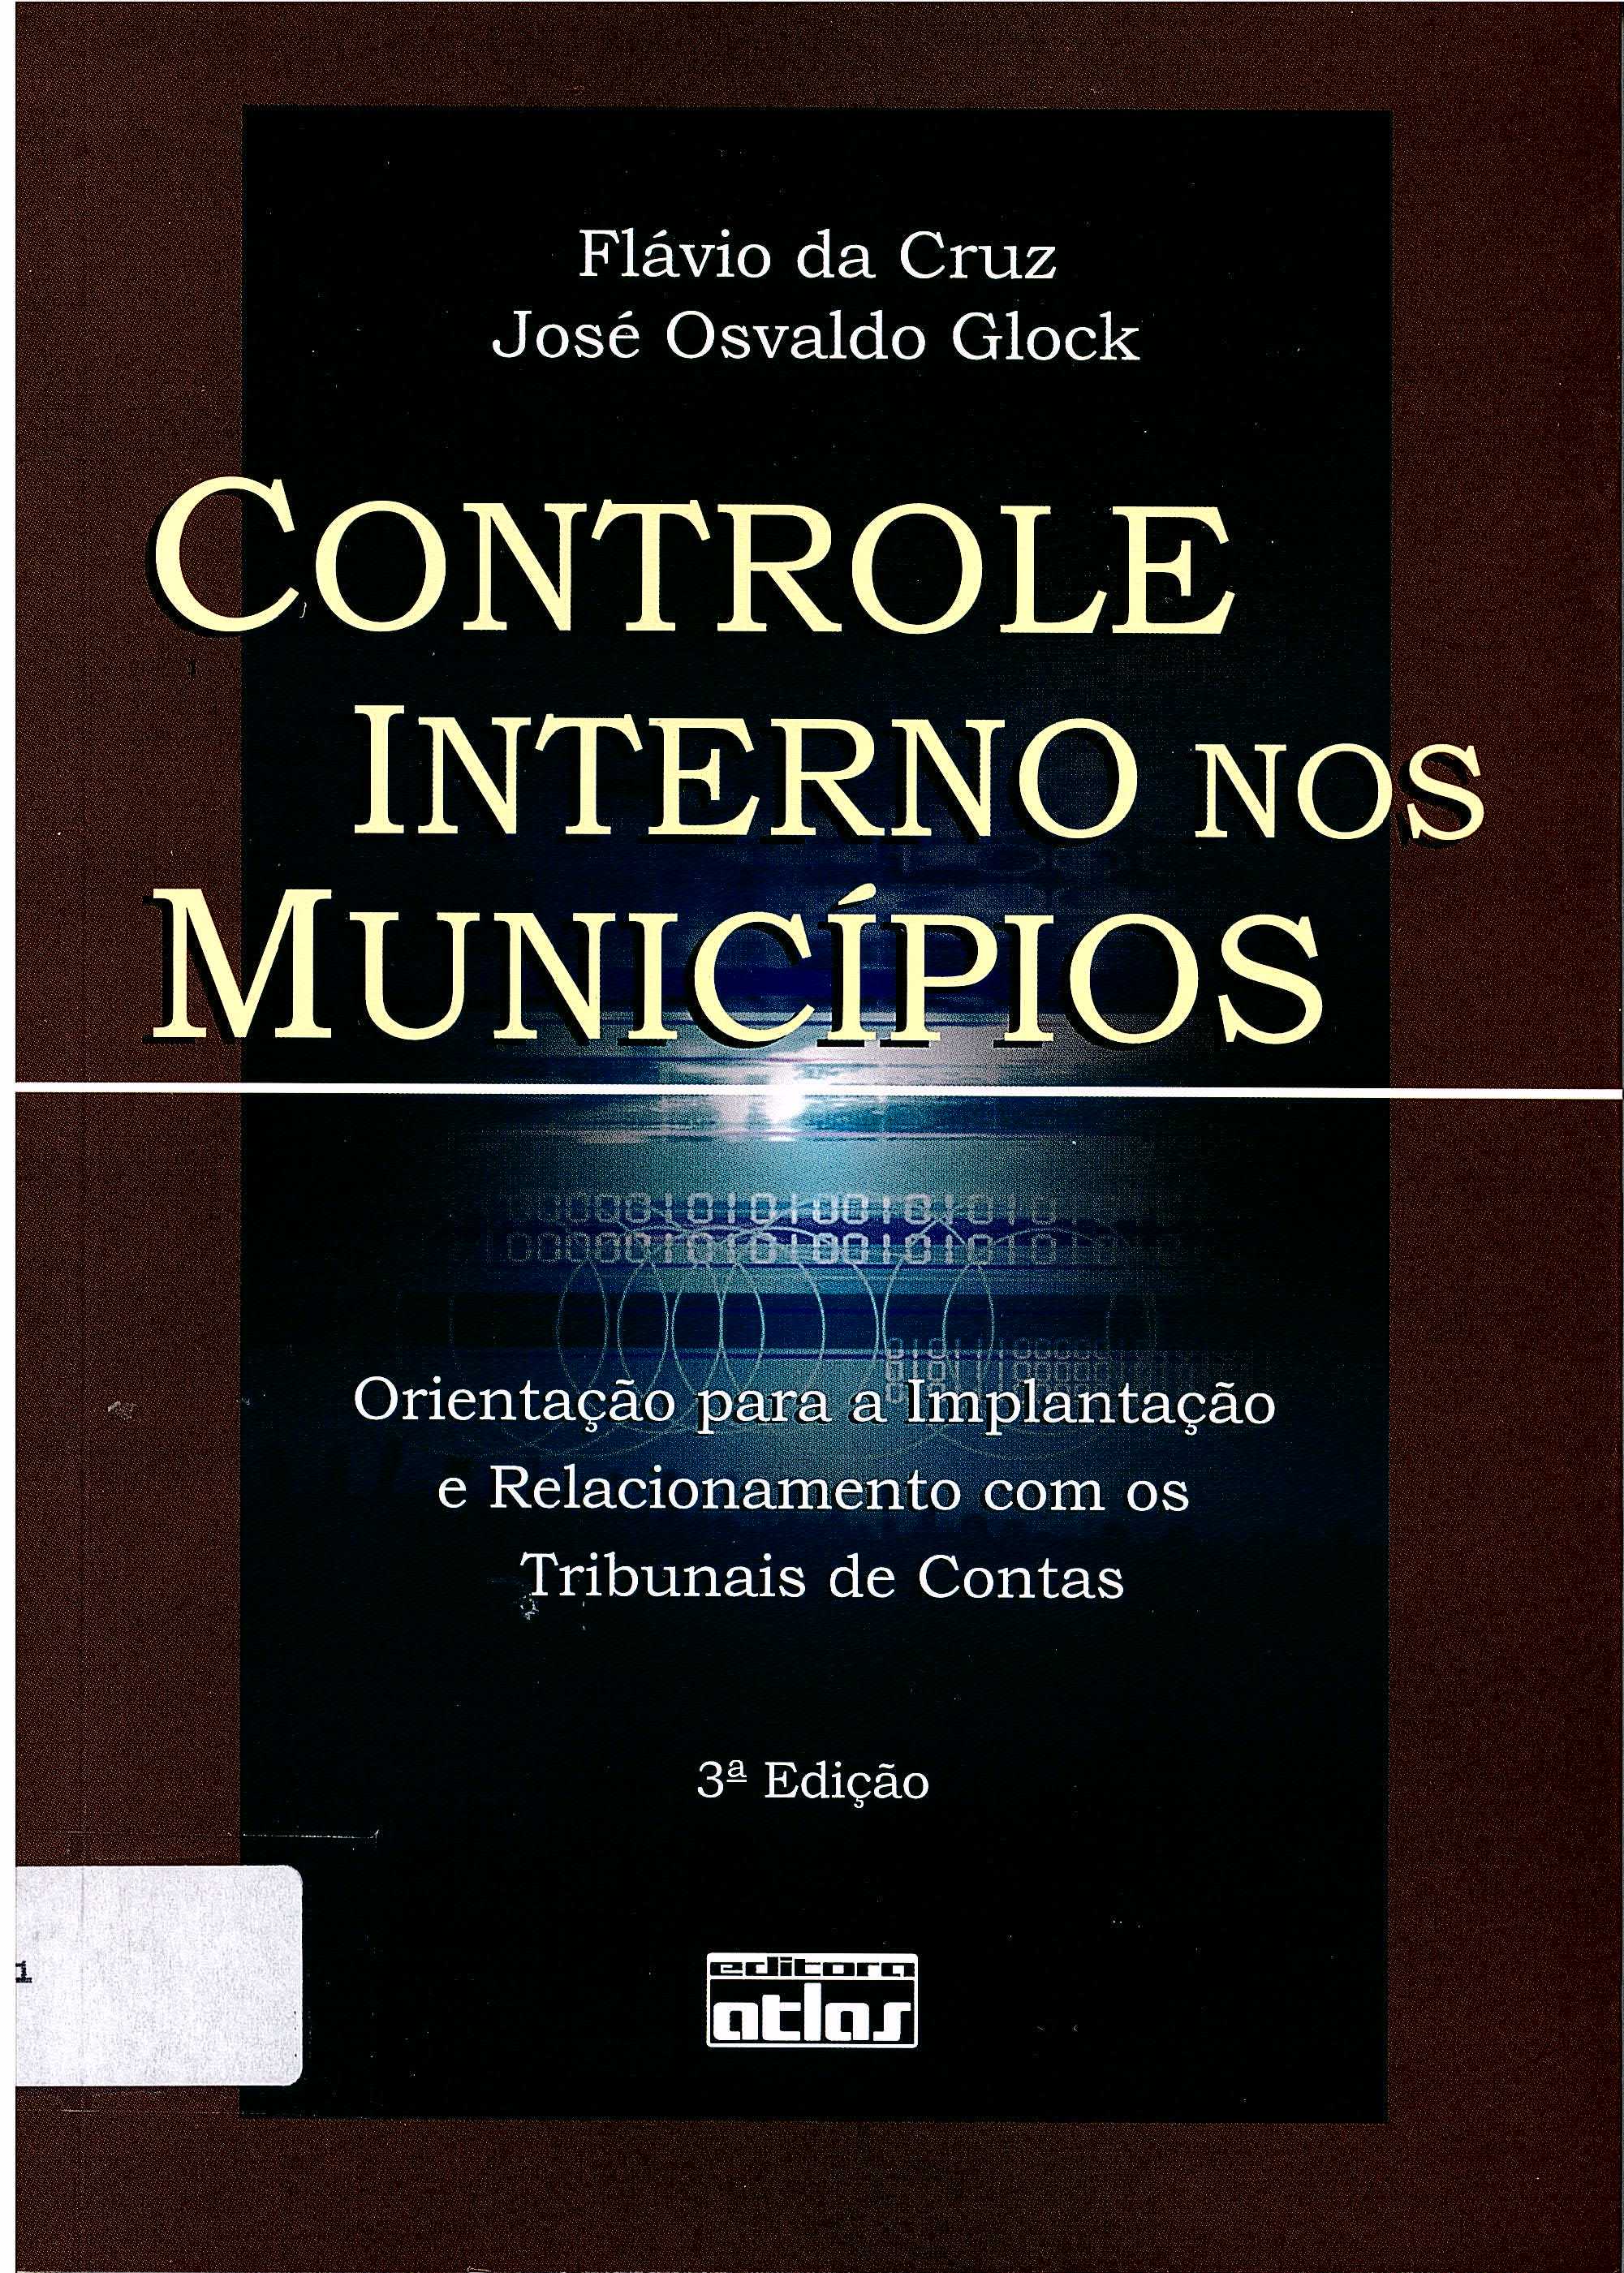 Flávio da Cruz
José Osvaldo Glock
CONTROLE
INTERNO NOS
MUNICÍPIOS
Orientação para a Implantação
e Relacionamento com os
Tribunais de Contas
3ª Edição
editora
atlas